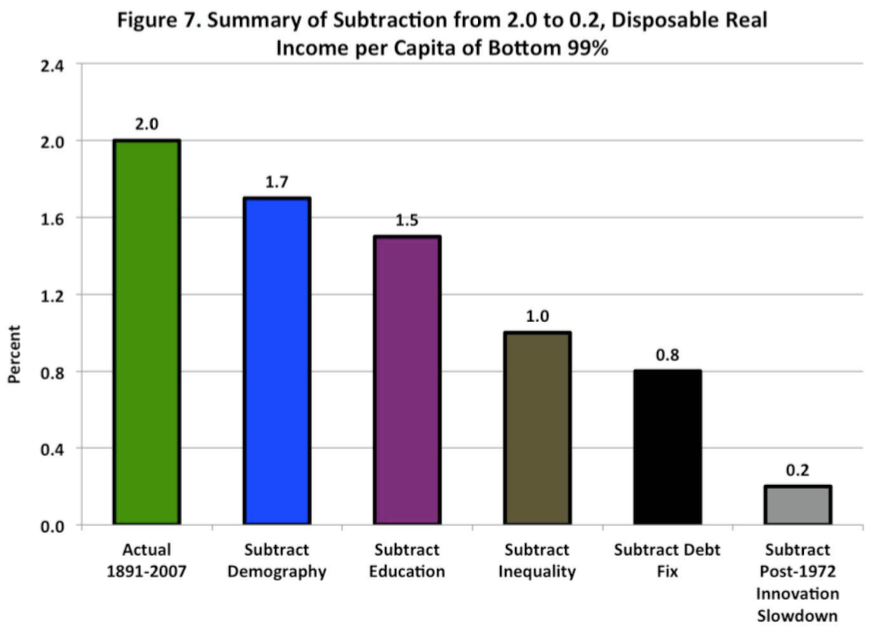 Figure 7. Summary of Subtraction from 2.0 to 0.2, Disposable Real
Income per Capita of Bottom 99%
2.4
2.0
1.6
1.2
0.8
0.4
0.0
Percent
2.0
1.7
1.5
1.0
0.8
0.2
Actual
1891-2007
Subtract
Demography
Subtract
Education
Subtract
Inequality
Subtract Debt
Fix
Subtract
Post-1972
Innovation
Slowdown